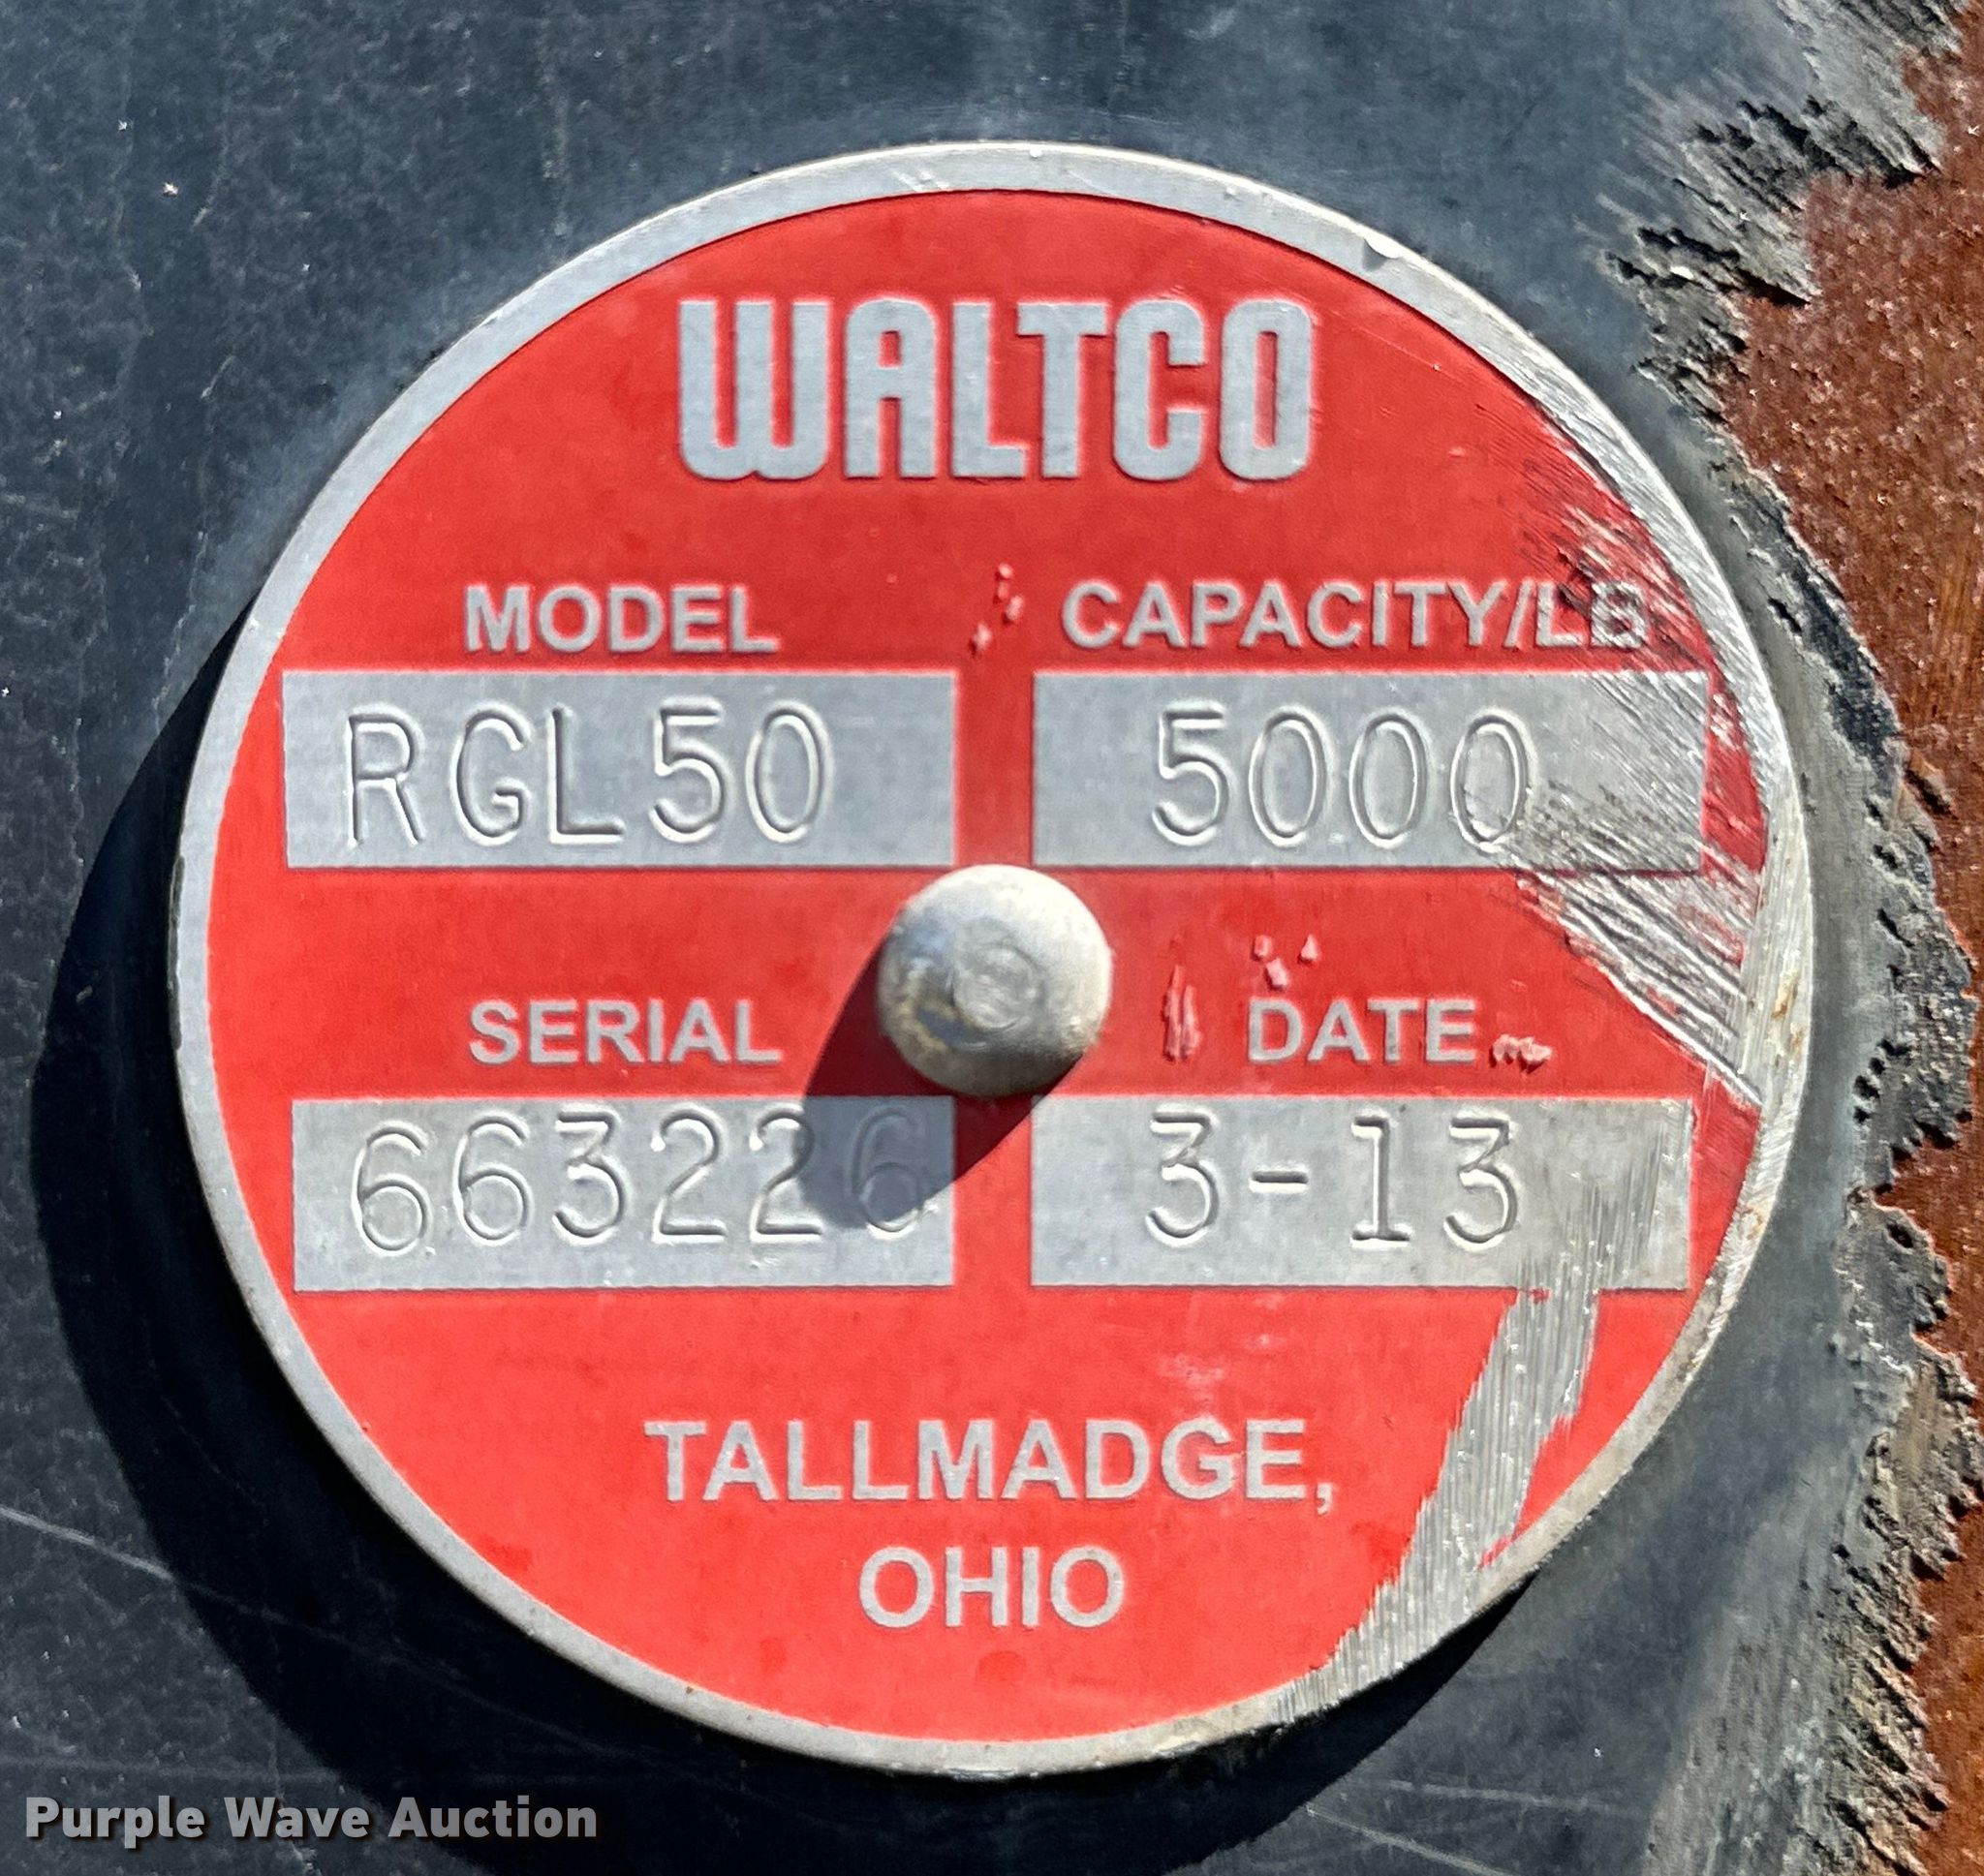 WALTCO
MODEL CAPACITY/LB
RGL50 5000
SERIAL DATE
663226 3-13
TALLMADGE,
OHIO
Purple Wave Auction